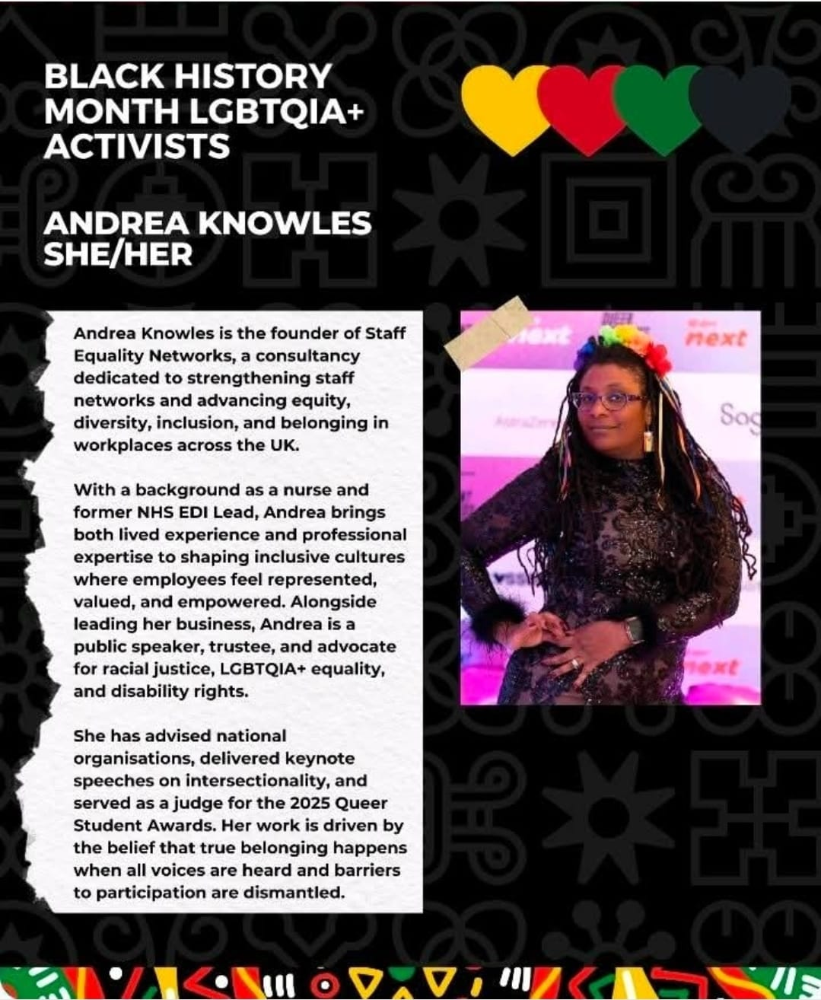 BLACK HISTORY
MONTH LGBTQIA+
ACTIVISTS
ANDREA KNOWLES
SHE/HER
Andrea Knowles is the founder of Staff
Equality Networks, a consultancy
dedicated to strengthening staff
networks and advancing equity,
diversity, inclusion, and belonging in
workplaces across the UK.
With a background as a nurse and
former NHS EDI Lead, Andrea brings
both lived experience and professional
expertise to shaping inclusive cultures
where employees feel represented,
valued, and empowered. Alongside
leading her business, Andrea is a
public speaker, trustee, and advocate
for racial justice, LGBTQIA+ equality,
and disability rights.
She has advised national
organisations, delivered keynote
speeches on intersectionality, and
served as a judge for the 2025 Queer
Student Awards. Her work is driven by
the belief that true belonging happens
when all voices are heard and barriers
to participation are dismantled.
next
next
Sag
next